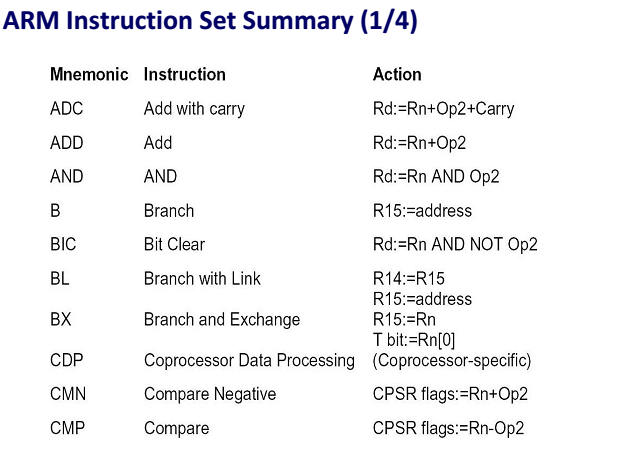 ARM Instruction Set Summary (1/4)
Mnemonic Instruction Action
ADC Add with carry Rd:=Rn+Op2+Carry
ADD Add Rd:=Rn+Op2
AND AND Rd:=Rn AND Op2
B Branch R15:=address
BIC Bit Clear Rd:=Rn AND NOT Op2
BL Branch with Link R14:=R15
R15:=address
BX Branch and Exchange R15:=Rn
T bit:=Rn[0]
CDP Coprocessor Data Processing (Coprocessor-specific)
CMN Compare Negative CPSR flags:=Rn+Op2
CMP Compare CPSR flags:=Rn-Op2